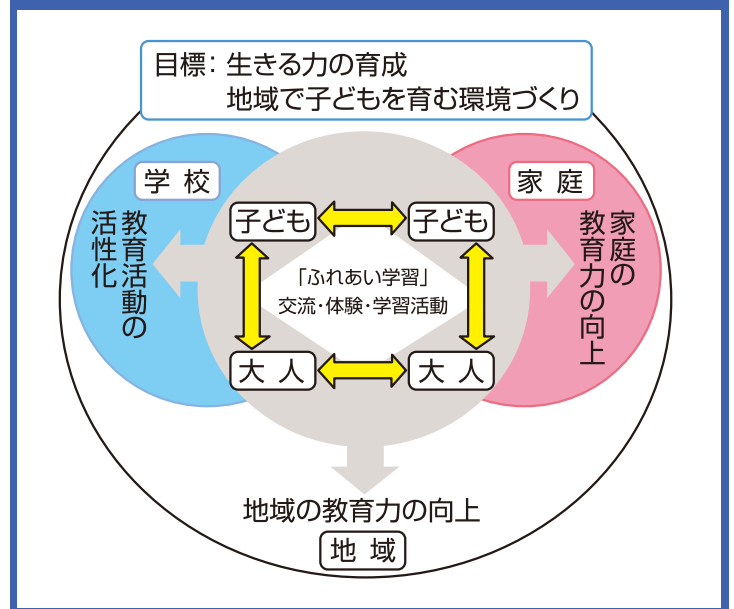 目標：生きる力の育成
地域で子どもを育む環境づくり
学校
家庭
教育活動の
活性化
子ども
子ども
家庭の
教育力の向上
「ふれあい学習」
交流・体験・学習活動
大人
大人
地域の教育力の向上
地域